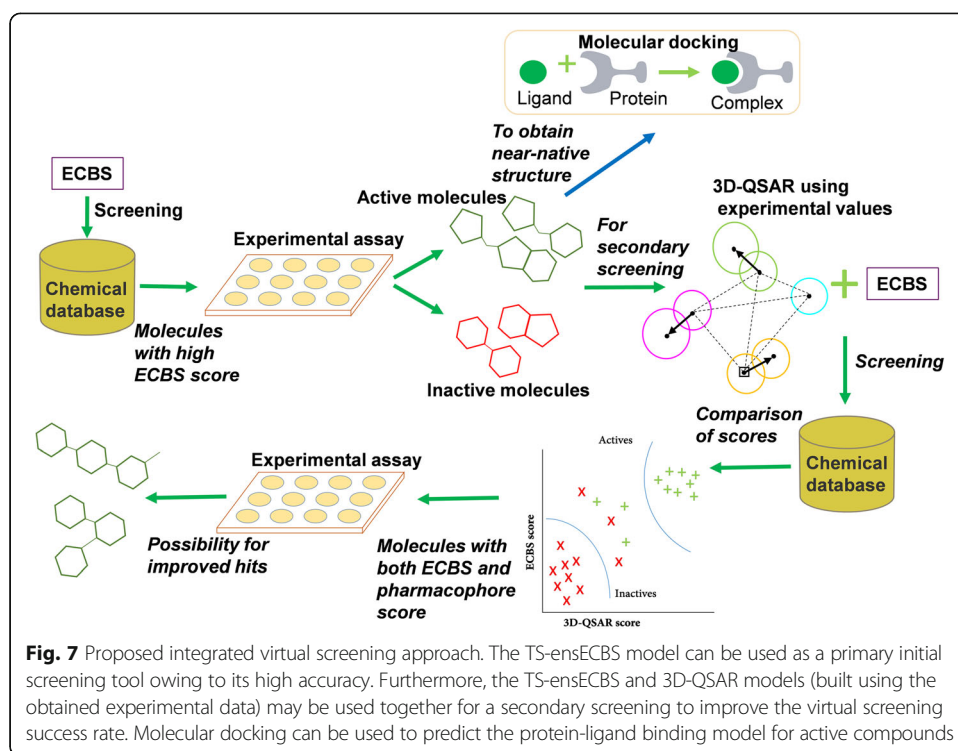 Molecular docking
Ligand
+
Protein
Complex
To obtain
near-native
structure
ECBS
Screening
Chemical
database
Molecules
with high
ECBS score
Experimental assay
Active molecules
Inactive molecules
For
secondary
screening
3D-QSAR using
experimental values
+
ECBS
Screening
Chemical
database
Comparison
of scores
Actives
Inactives
ECBS score
3D-QSAR score
Molecules with
both ECBS and
pharmacophore
score
Experimental assay
Possibility for
improved hits
Fig. 7 Proposed integrated virtual screening approach. The TS-ensECBS model can be used as a primary initial
screening tool owing to its high accuracy. Furthermore, the TS-ensECBS and 3D-QSAR models (built using the
obtained experimental data) may be used together for a secondary screening to improve the virtual screening
success rate. Molecular docking can be used to predict the protein-ligand binding model for active compounds